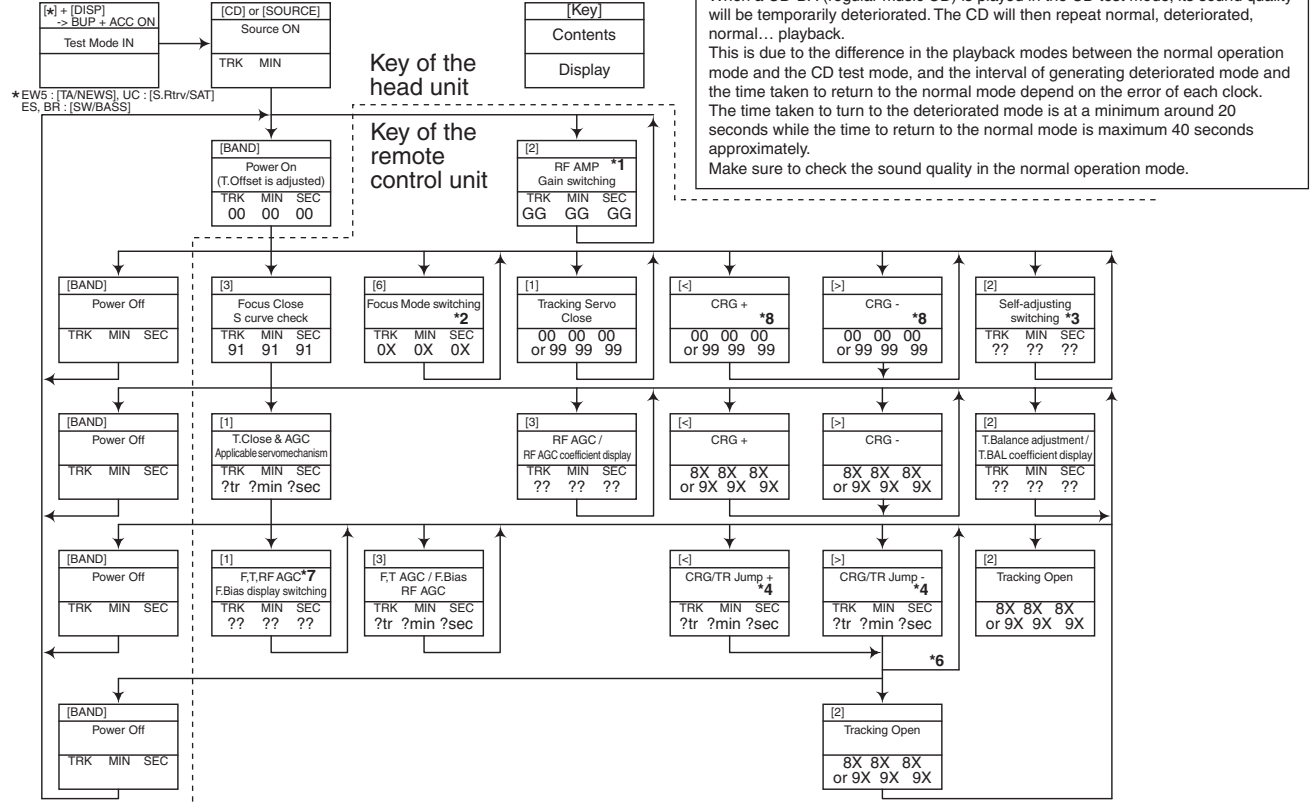 [*] + [DISP]
-> BUP + ACC ON
Test Mode IN
[CD] or [SOURCE]
Source ON
TRK MIN
[Key]
Contents
Display
will be temporarily deteriorated. The CD will then repeat normal, deteriorated,
normal… playback.
This is due to the difference in the playback modes between the normal operation
mode and the CD test mode, and the interval of generating deteriorated mode and
the time taken to return to the normal mode depend on the error of each clock.
The time taken to turn to the deteriorated mode is at a minimum around 20
seconds while the time to return to the normal mode is maximum 40 seconds
approximately.
Make sure to check the sound quality in the normal operation mode.
* EW5 : [TA/NEWS], UC : [S.Rtrv/SAT]
ES, BR : [SW/BASS]
Key of the
head unit
Key of the
remote
control unit
[BAND]
Power On
(T.Offset is adjusted)
TRK MIN SEC
00 00 00
[2]
RF AMP *1
Gain switching
TRK MIN SEC
GG GG GG
[BAND]
Power Off
TRK MIN SEC
[3]
Focus Close
S curve check
TRK MIN SEC
91 91 91
[6]
Focus Mode switching
*2
TRK MIN SEC
0X 0X 0X
[1]
Tracking Servo
Close
00 00 00
or 99 99 99
[<]
CRG +
*8
00 00 00
or 99 99 99
[>]
CRG -
*8
00 00 00
or 99 99 99
[2]
Self-adjusting
switching *3
TRK MIN SEC
?? ?? ??
[BAND]
Power Off
TRK MIN SEC
[1]
T.Close & AGC
Applicable servomechanism
TRK MIN SEC
?tr ?min ?sec
[3]
RF AGC /
RF AGC coefficient display
TRK MIN SEC
?? ?? ??
[<]
CRG +
8X 8X 8X
or 9X 9X 9X
[>]
CRG -
8X 8X 8X
or 9X 9X 9X
[2]
T.Balance adjustment /
T.BAL coefficient display
TRK MIN SEC
?? ?? ??
[BAND]
Power Off
TRK MIN SEC
[1]
F,T,RF AGC*7
F.Bias display switching
TRK MIN SEC
?? ?? ??
[3]
F,T AGC / F.Bias
RF AGC
TRK MIN SEC
?tr ?min ?sec
[<]
CRG/TR Jump +
*4
TRK MIN SEC
?tr ?min ?sec
[>]
CRG/TR Jump -
*4
TRK MIN SEC
?tr ?min ?sec
[2]
Tracking Open
8X 8X 8X
or 9X 9X 9X
*6
[BAND]
Power Off
TRK MIN SEC
[2]
Tracking Open
8X 8X 8X
or 9X 9X 9X